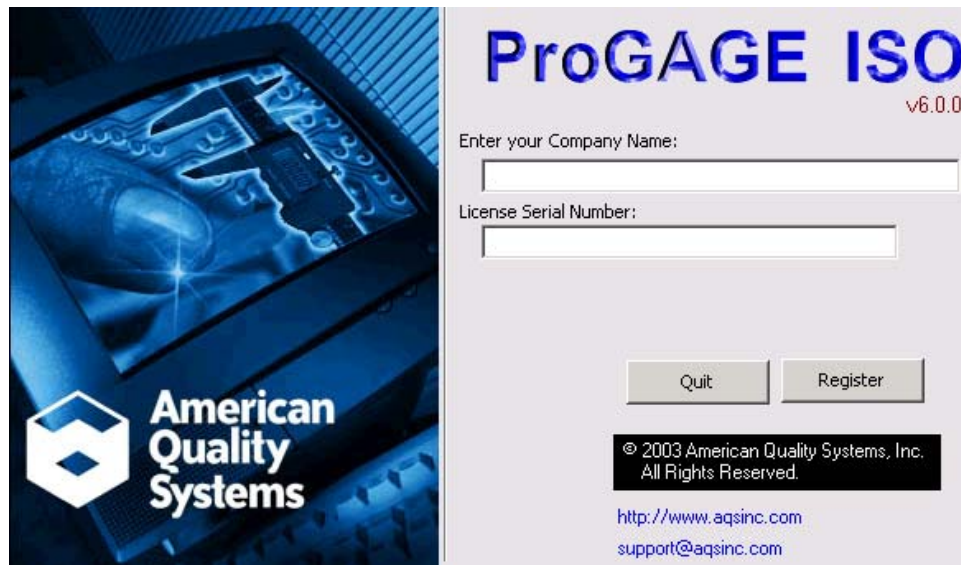 ProGAGE ISO
v6.0.0
Enter your Company Name:
License Serial Number:
Quit
Register
© 2003 American Quality Systems, Inc.
All Rights Reserved.
http://www.aqsinc.com
support@aqsinc.com
American
Quality
Systems